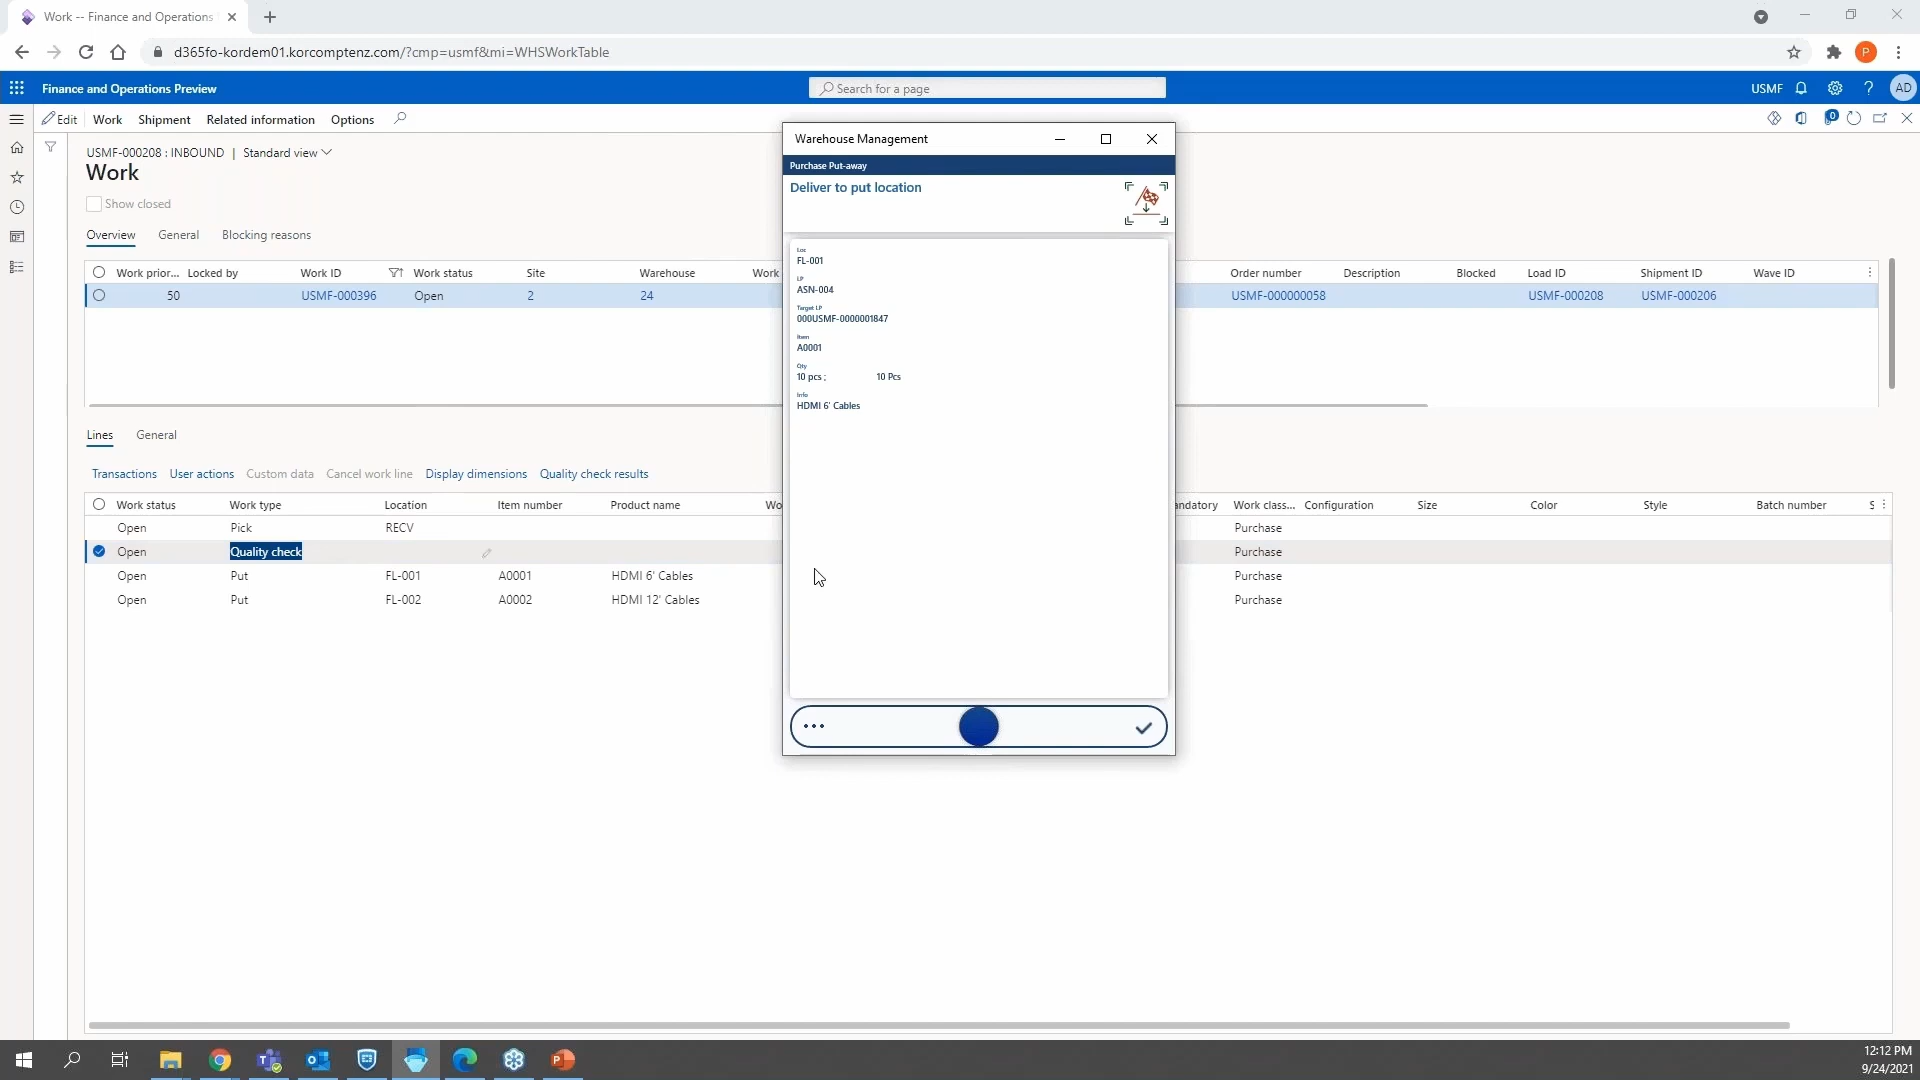 Work -- Finance and Operations
d365fo-kordem01.korcomptenz.com/?cmp=usmf&mi=WHSWorkTable
P
Finance and Operations Preview
Search for a page
USMF
?
AD
Edit Work Shipment Related information Options
0
USMF-000208 : INBOUND | Standard view
Work
Show closed
Overview General Blocking reasons
Work prior... Locked by Work ID Work status Site Warehouse Work Order number Description Blocked Load ID Shipment ID Wave ID
50 USMF-000396 Open 2 24 USMF-000000058 USMF-000208 USMF-000206
Lines General
Transactions User actions Custom data Cancel work line Display dimensions Quality check results
Work status Work type Location Item number Product name Wo andatory Work class... Configuration Size Color Style Batch number S
Open Pick RECV Purchase
Open Quality check Purchase
Open Put FL-001 A0001 HDMI 6' Cables Purchase
Open Put FL-002 A0002 HDMI 12' Cables Purchase
Warehouse Management
Purchase Put-away
Deliver to put location
Loc
FL-001
LP
ASN-004
Target LP
000USMF-0000001847
Item
A0001
Qty
10 pcs ; 10 Pcs
Info
HDMI 6' Cables
12:12 PM
9/24/2021